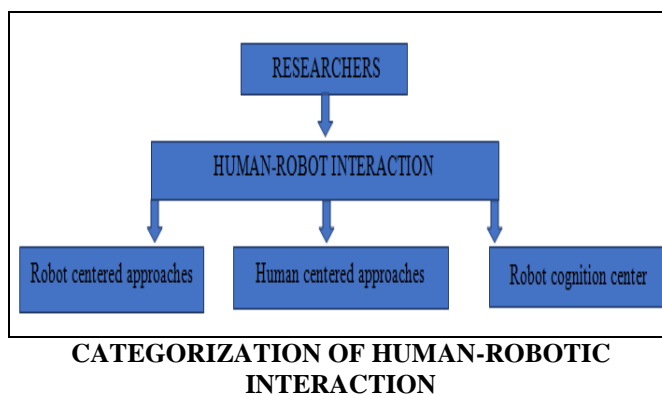 RESEARCHERS
HUMAN-ROBOT INTERACTION
Robot centered approaches
Human centered approaches
Robot cognition center
CATEGORIZATION OF HUMAN-ROBOTIC
INTERACTION